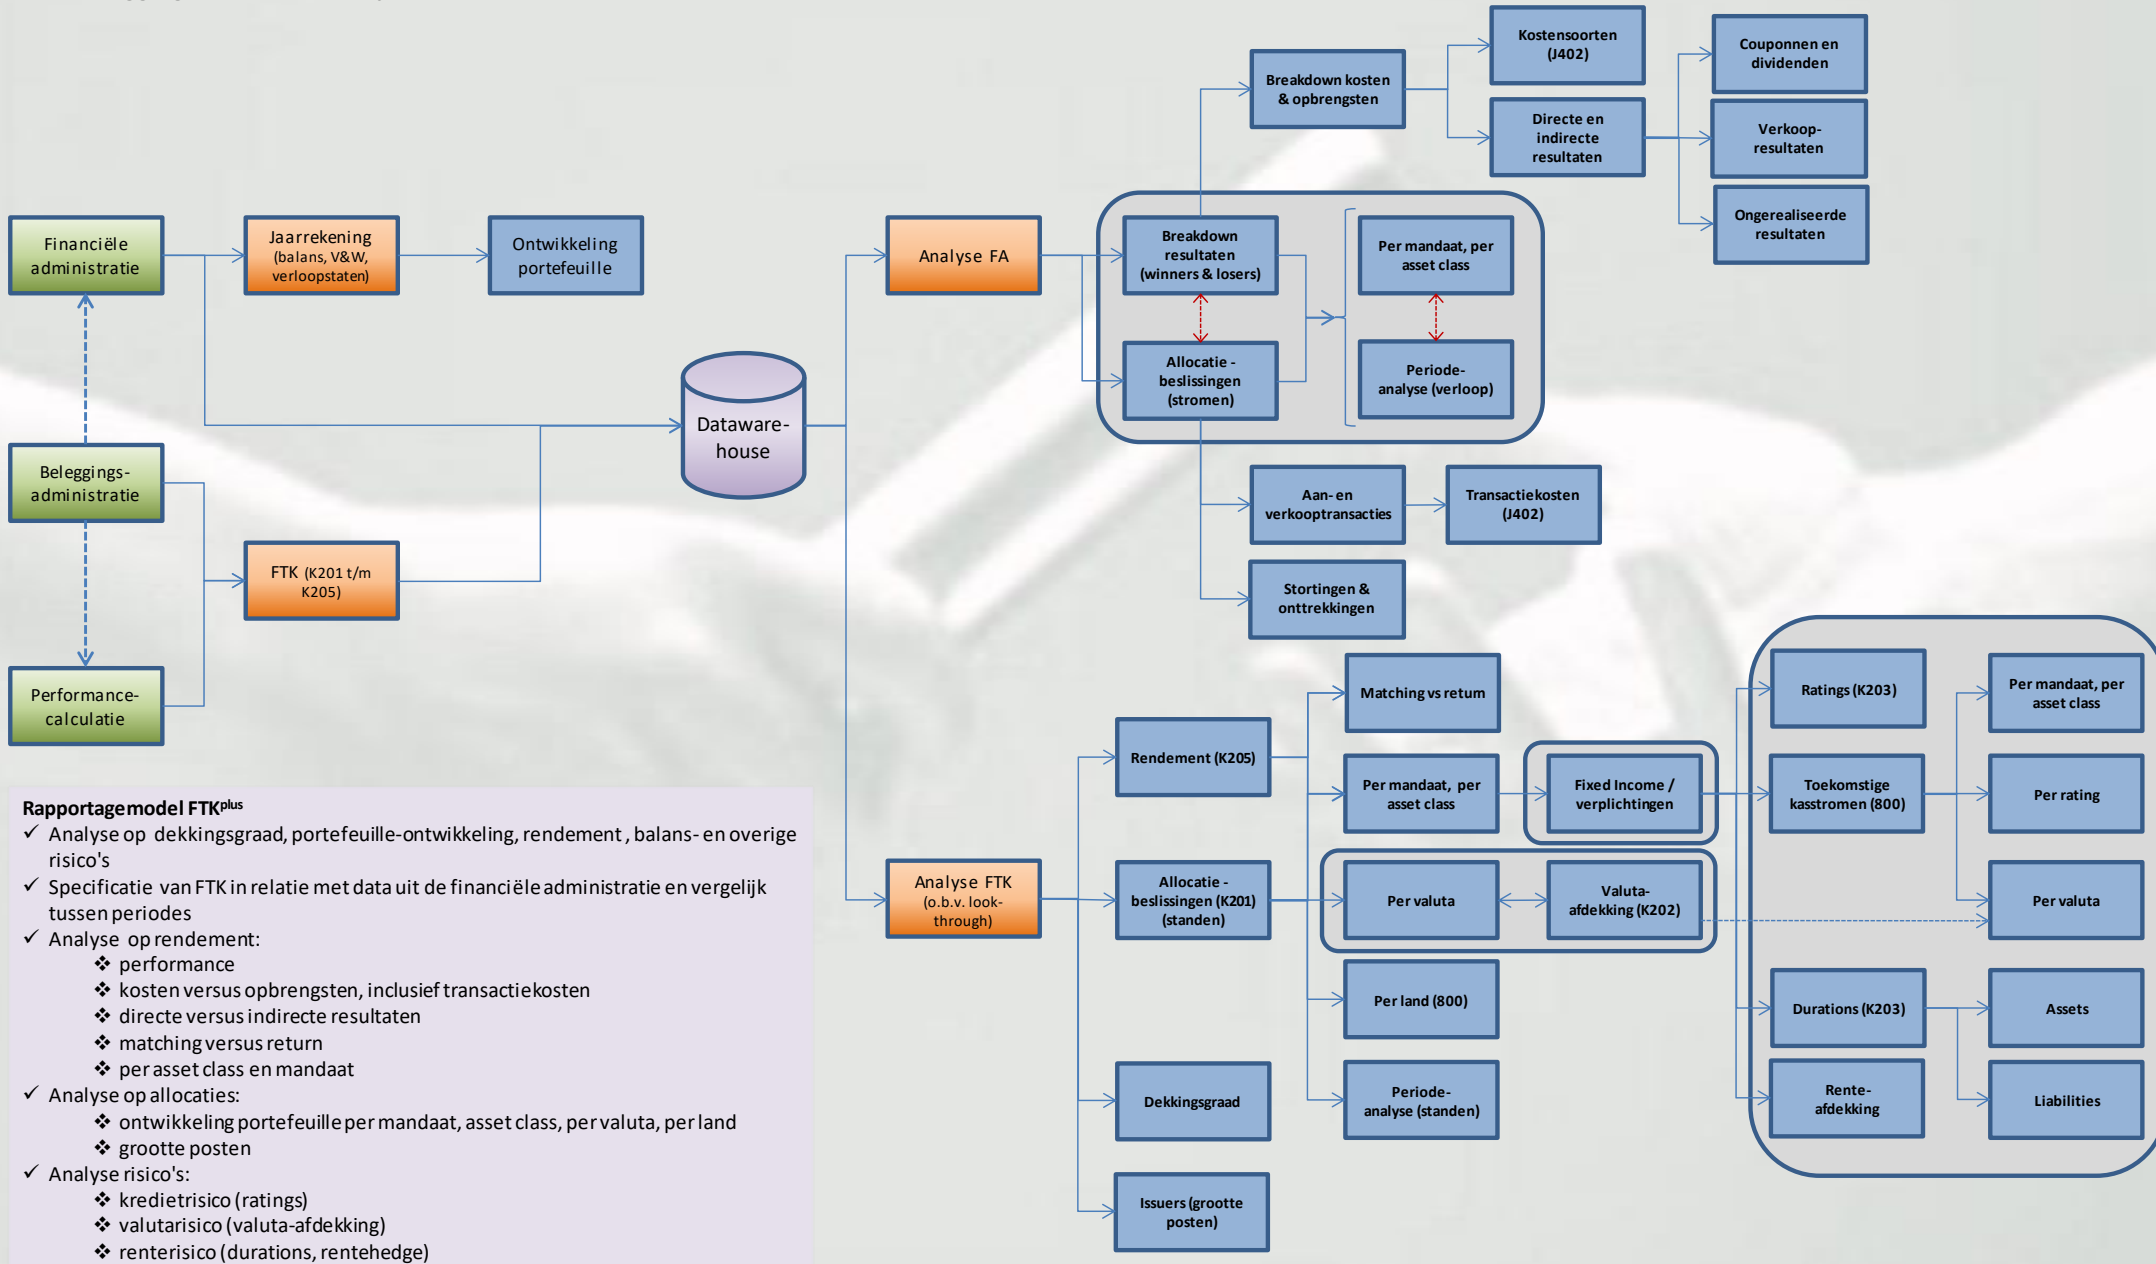 Kostensoorten
(J402)
Couponnen en
dividenden
Breakdown kosten
& opbrengsten
Directe en
indirecte
resultaten
Verkoop-
resultaten
Ongerealiseerde
resultaten
Financiële
administratie
Jaarrekening
(balans, V&W,
verloopstaten)
Ontwikkeling
portefeuille
Analyse FA
Breakdown
resultaten
(winners & losers)
Per mandaat, per
asset class
Allocatie -
beslissingen
(stromen)
Periode-
analyse (verloop)
Dataware-
house
Beleggings-
administratie
Aan- en
verkooptransacties
Transactiekosten
(J402)
FTK (K201 t/m
K205)
Stortingen &
onttrekkingen
Performance-
calculatie
Matching vs return
Ratings (K203)
Per mandaat, per
asset class
Rendement (K205)
Per mandaat, per
asset class
Fixed Income /
verplichtingen
Toekomstige
kasstromen (800)
Per rating
Analyse FTK
(o.b.v. look-
through)
Allocatie -
beslissingen (K201)
(standen)
Per valuta
Valuta-
afdekking (K202)
Per valuta
Per land (800)
Durations (K203)
Assets
Dekkingsgraad
Periode-
analyse (standen)
Rente-
afdekking
Liabilities
Issuers (grootte
posten)
Rapportagemodel FTKplus
✓ Analyse op dekkingsgraad, portefeuille-ontwikkeling, rendement, balans- en overige
risico's
✓ Specificatie van FTK in relatie met data uit de financiële administratie en vergelijk
tussen periodes
✓ Analyse op rendement:
❖ performance
❖ kosten versus opbrengsten, inclusief transactiekosten
❖ directe versus indirecte resultaten
❖ matching versus return
❖ per asset class en mandaat
✓ Analyse op allocaties:
❖ ontwikkeling portefeuille per mandaat, asset class, per valuta, per land
❖ grootte posten
✓ Analyse risico's:
❖ kredietrisico (ratings)
❖ valutarisico (valuta-afdekking)
❖ renterisico (durations, rentehedge)